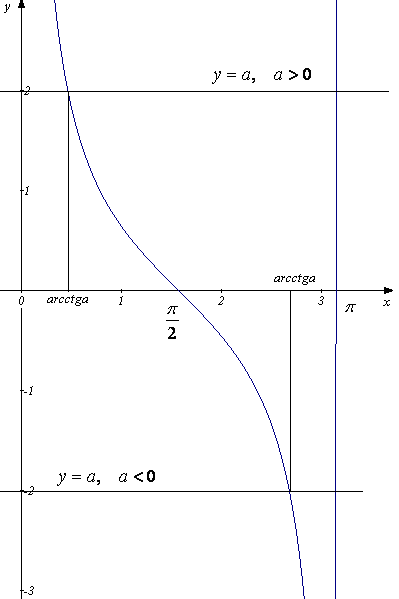 y
y = a, a > 0
2
1
arcctga
0
arcctga
1
π/2
2
3
π
x
-1
y = a, a < 0
-2
-3